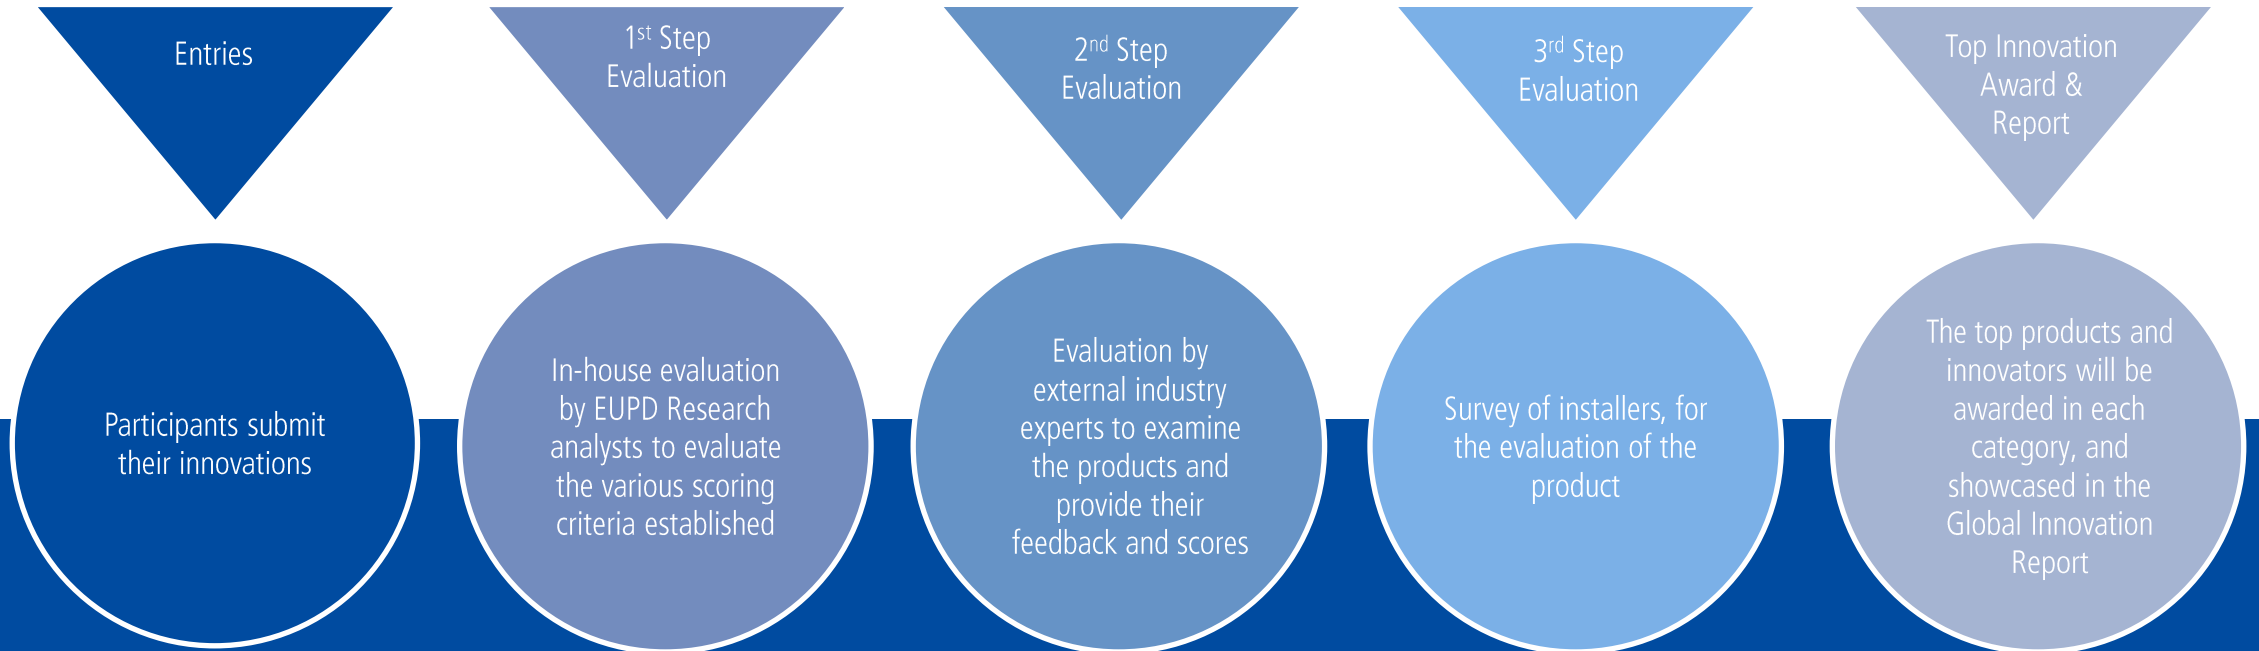 Entries
1st Step
Evaluation
2nd Step
Evaluation
3rd Step
Evaluation
Top Innovation
Award &
Report
Participants submit
their innovations
In-house evaluation
by EUPD Research
analysts to evaluate
the various scoring
criteria established
Evaluation by
external industry
experts to examine
the products and
provide their
feedback and scores
Survey of installers, for
the evaluation of the
product
The top products and
innovators will be
awarded in each
category, and
showcased in the
Global Innovation
Report